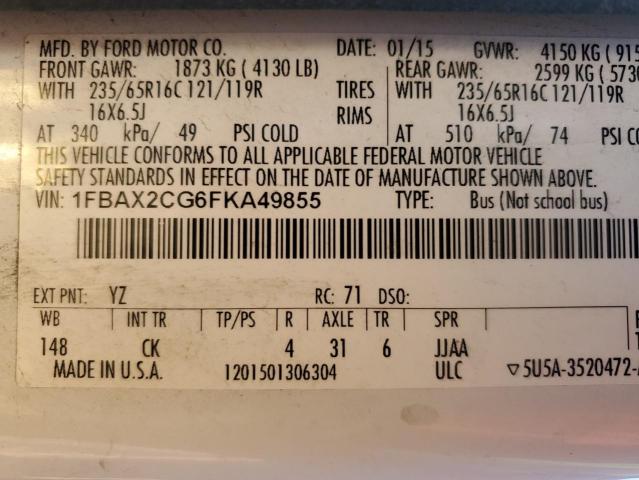 MFD. BY FORD MOTOR CO. DATE: 01/15 GVWR: 4150 KG ( 915
FRONT GAWR: 1873 KG ( 4130 LB) REAR GAWR: 2599 KG ( 5730
WITH 235/65R16C 121/119R TIRES WITH 235/65R16C 121/119R
16X6.5J RIMS 16X6.5J
AT 340 kPa/ 49 PSI COLD AT 510 kPa/ 74 PSI CO
THIS VEHICLE CONFORMS TO ALL APPLICABLE FEDERAL MOTOR VEHICLE
SAFETY STANDARDS IN EFFECT ON THE DATE OF MANUFACTURE SHOWN ABOVE.
VIN: 1FBAX2CG6FKA49855 TYPE: Bus (Not school bus)
EXT PNT: YZ RC: 71 DSO:
WB INT TR TP/PS R AXLE TR SPR
148 CK 4 31 6 JJAA
MADE IN U.S.A. 1201501306304 ULC ▽5U5A-3520472-